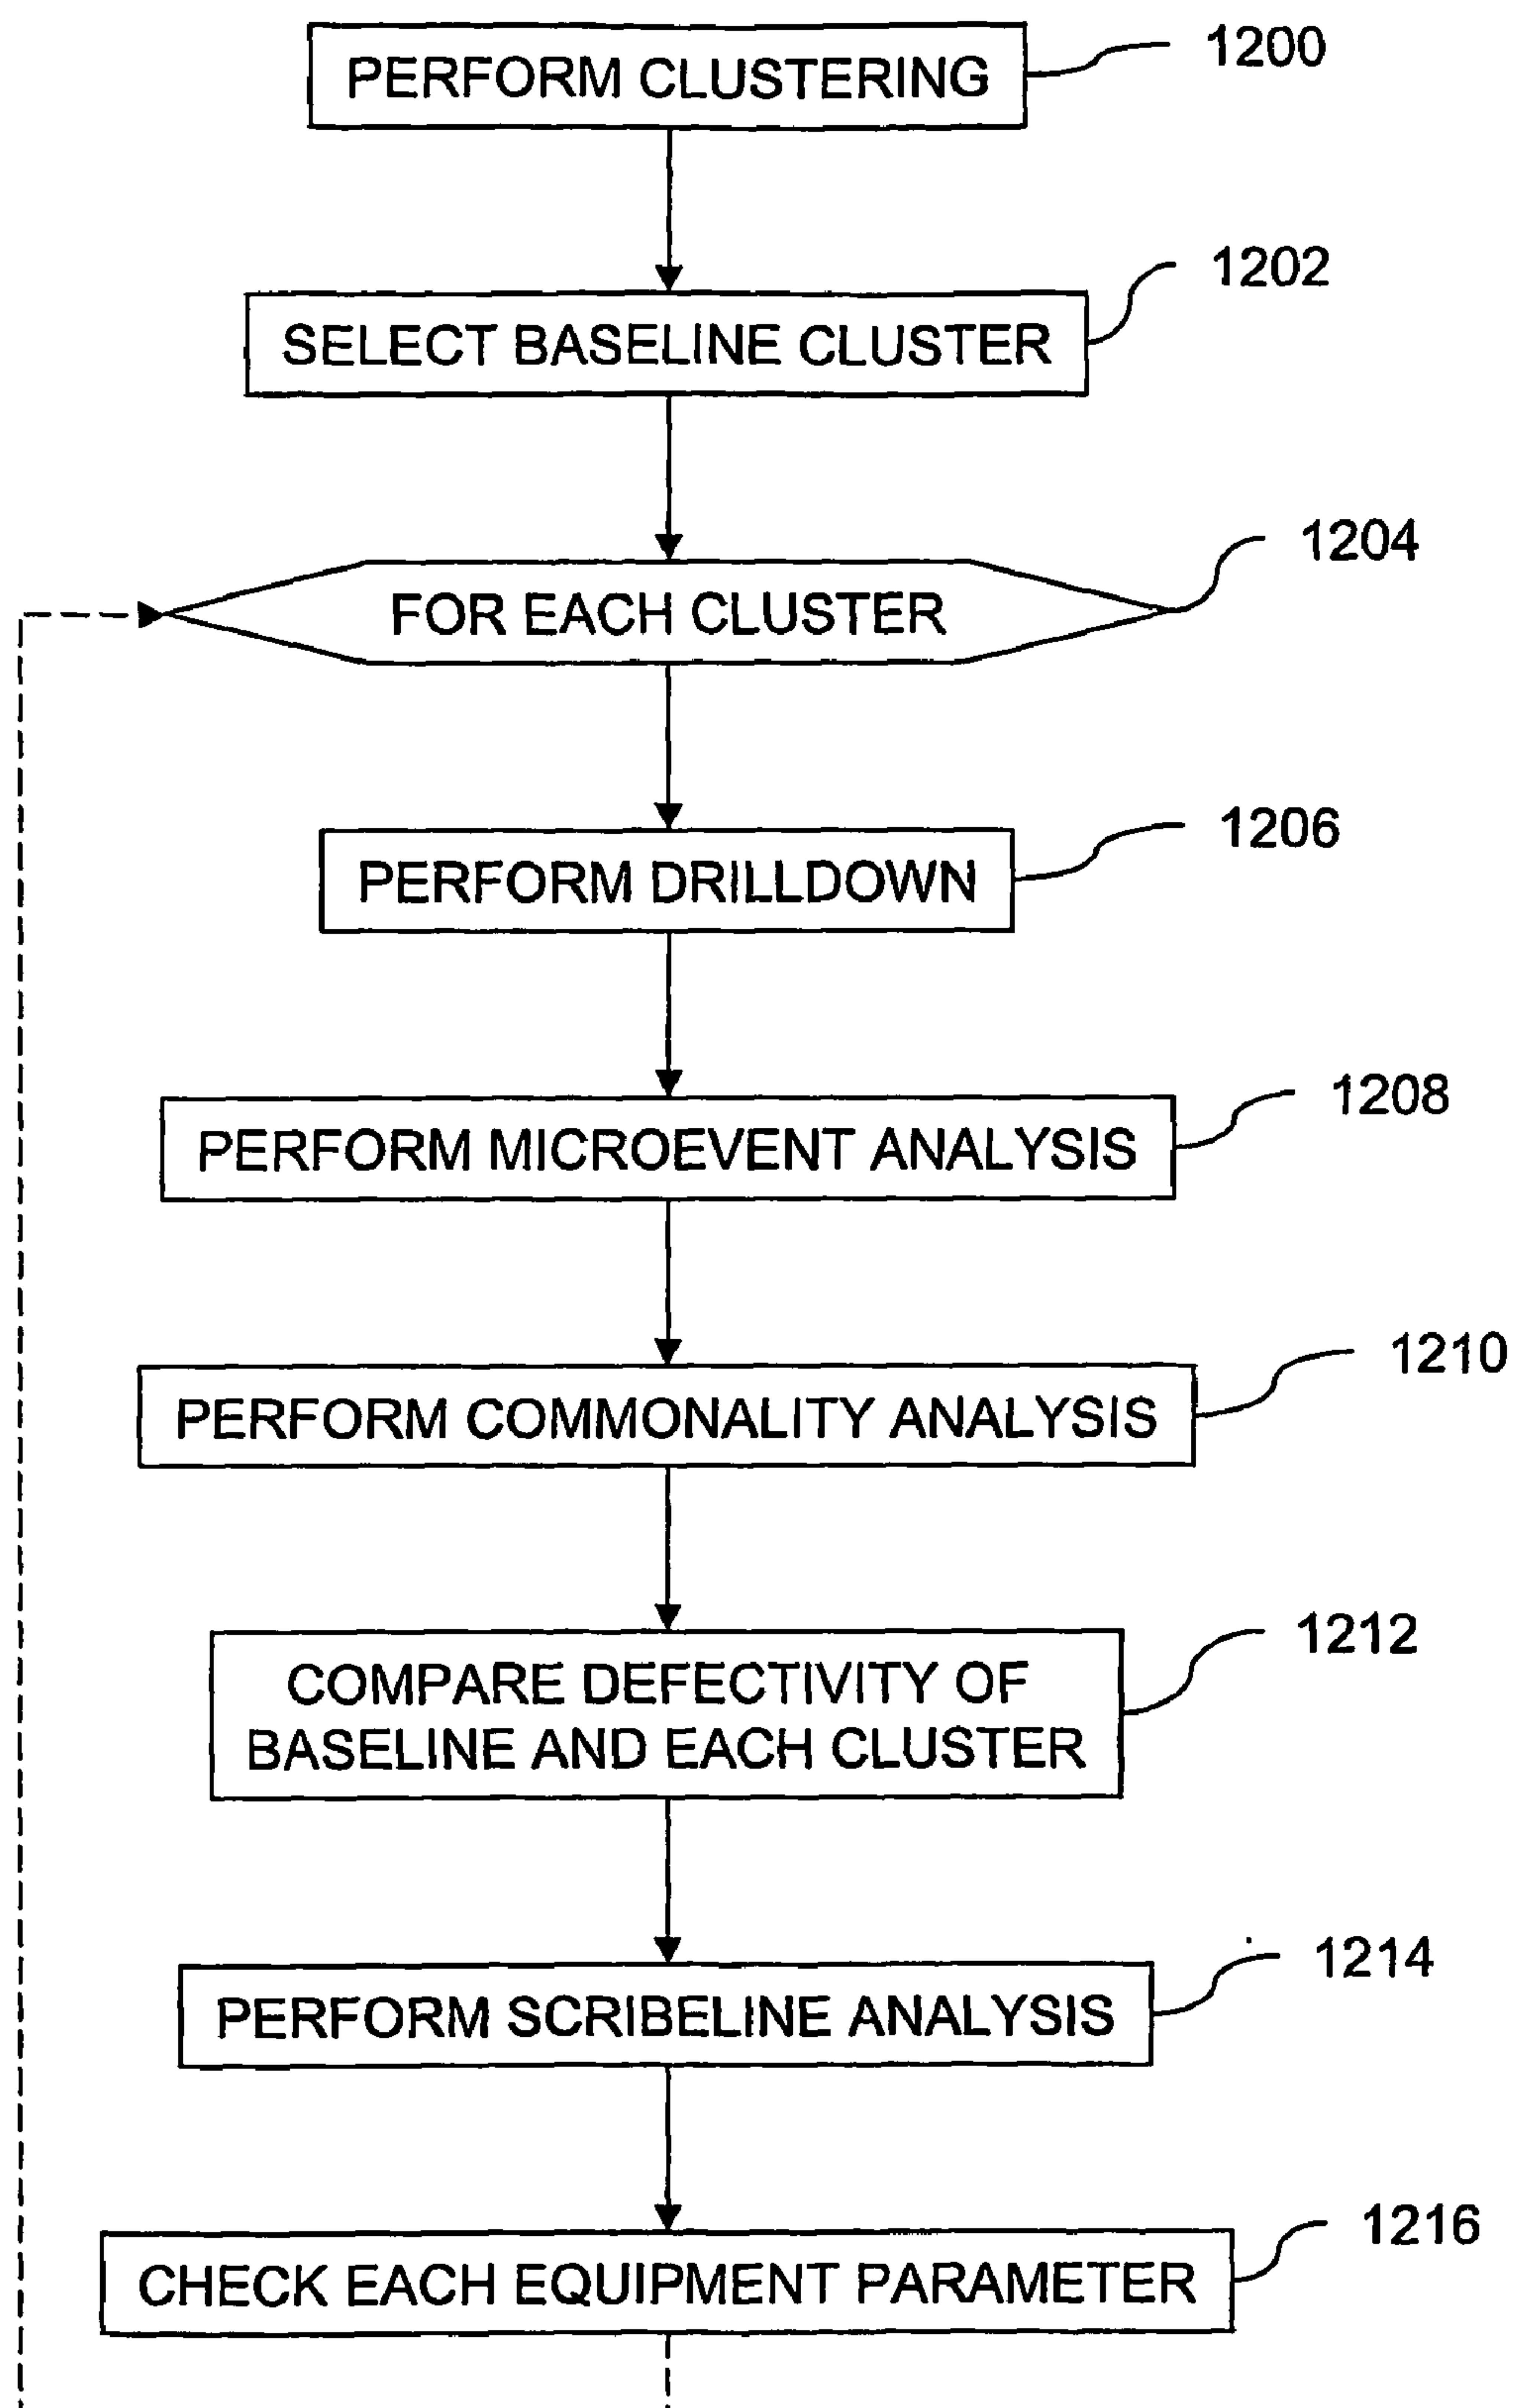 PERFORM CLUSTERING
1200
SELECT BASELINE CLUSTER
1202
FOR EACH CLUSTER
1204
PERFORM DRILLDOWN
1206
PERFORM MICROEVENT ANALYSIS
1208
PERFORM COMMONALITY ANALYSIS
1210
COMPARE DEFECTIVITY OF
BASELINE AND EACH CLUSTER
1212
PERFORM SCRIBELINE ANALYSIS
1214
CHECK EACH EQUIPMENT PARAMETER
1216